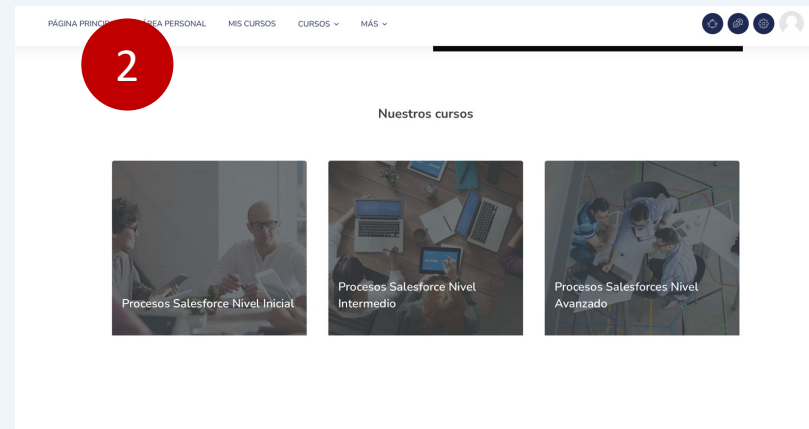 PÁGINA PRINCIP REA PERSONAL MIS CURSOS CURSOS MÁS
2
Nuestros cursos
Procesos Salesforce Nivel Inicial
Procesos Salesforce Nivel
Intermedio
Procesos Salesforces Nivel
Avanzado